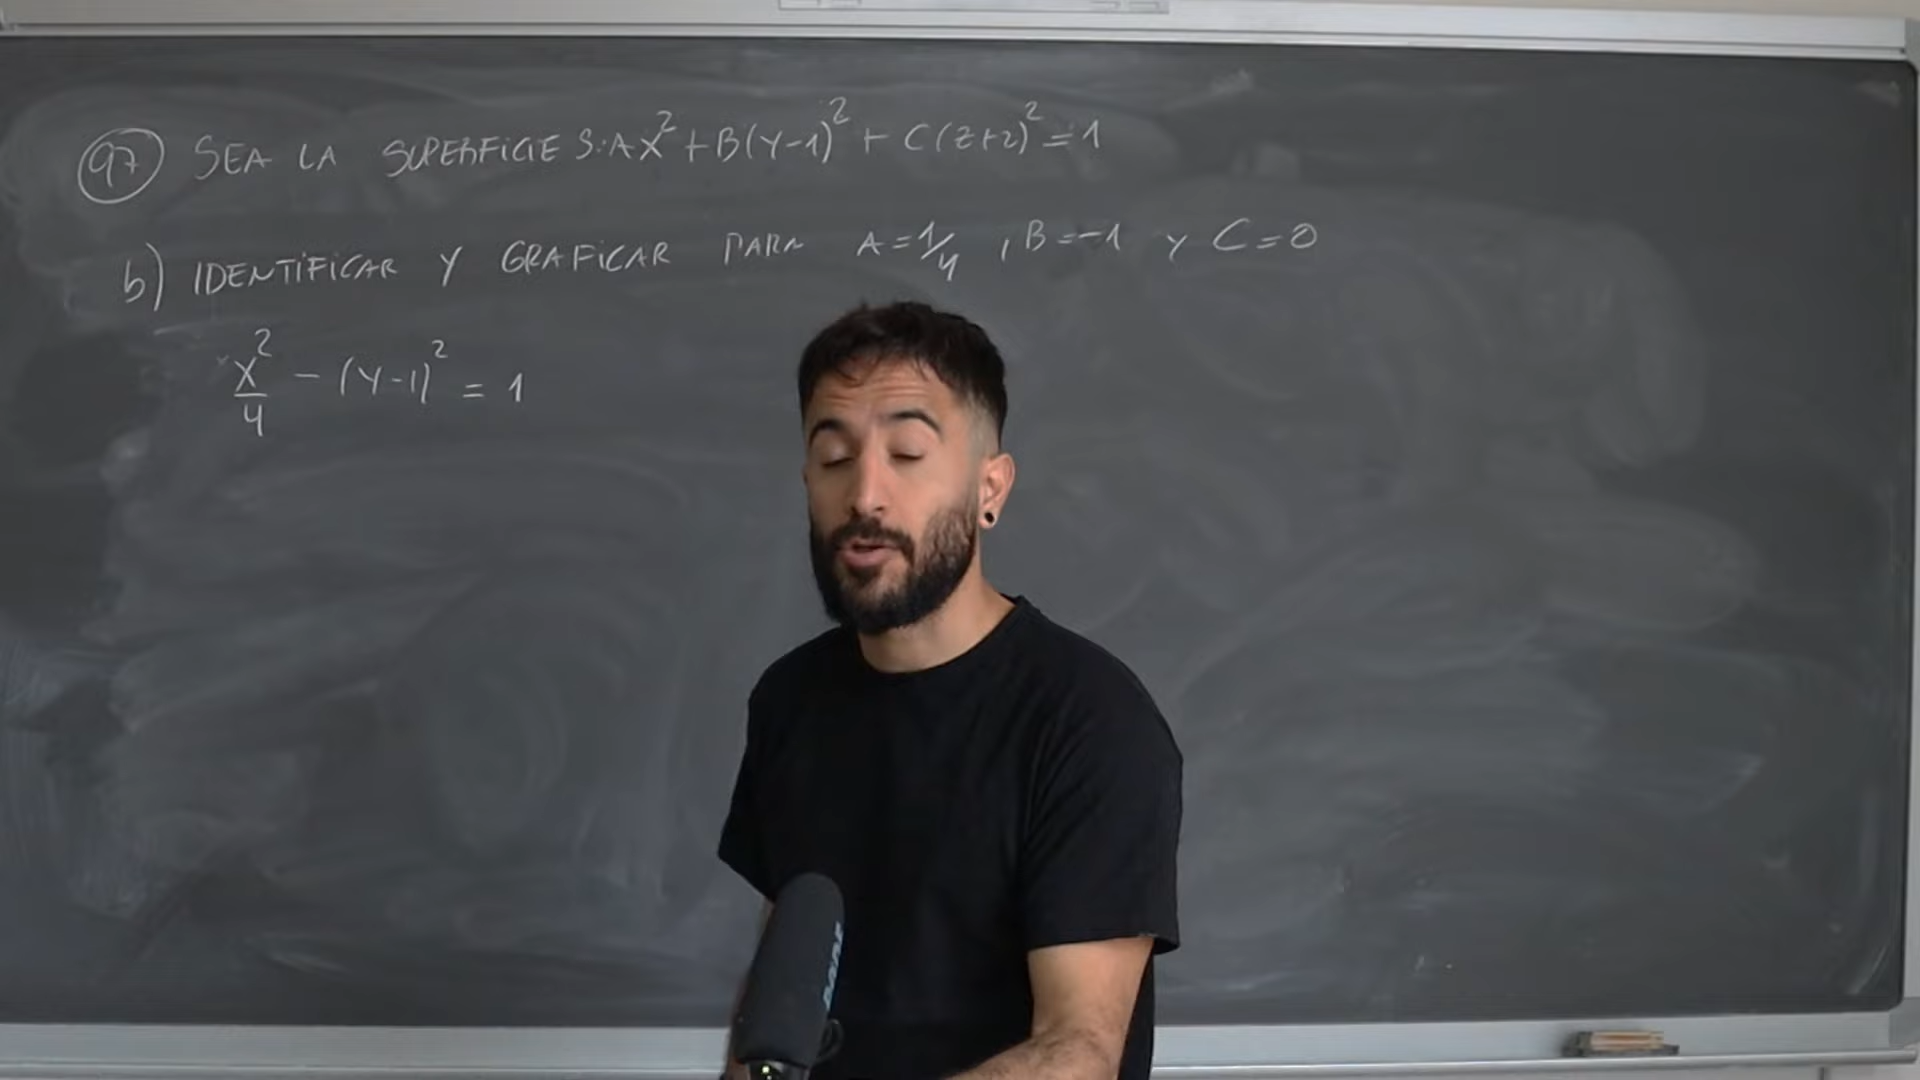 97 SEA LA SUPERFICIE S: AX² + B(Y-1)² + C(Z+2)² = 1
b) IDENTIFICAR Y GRAFICAR PARA A = 1/4 , B = -1 Y C = 0
X²/4 - (Y-1)² = 1